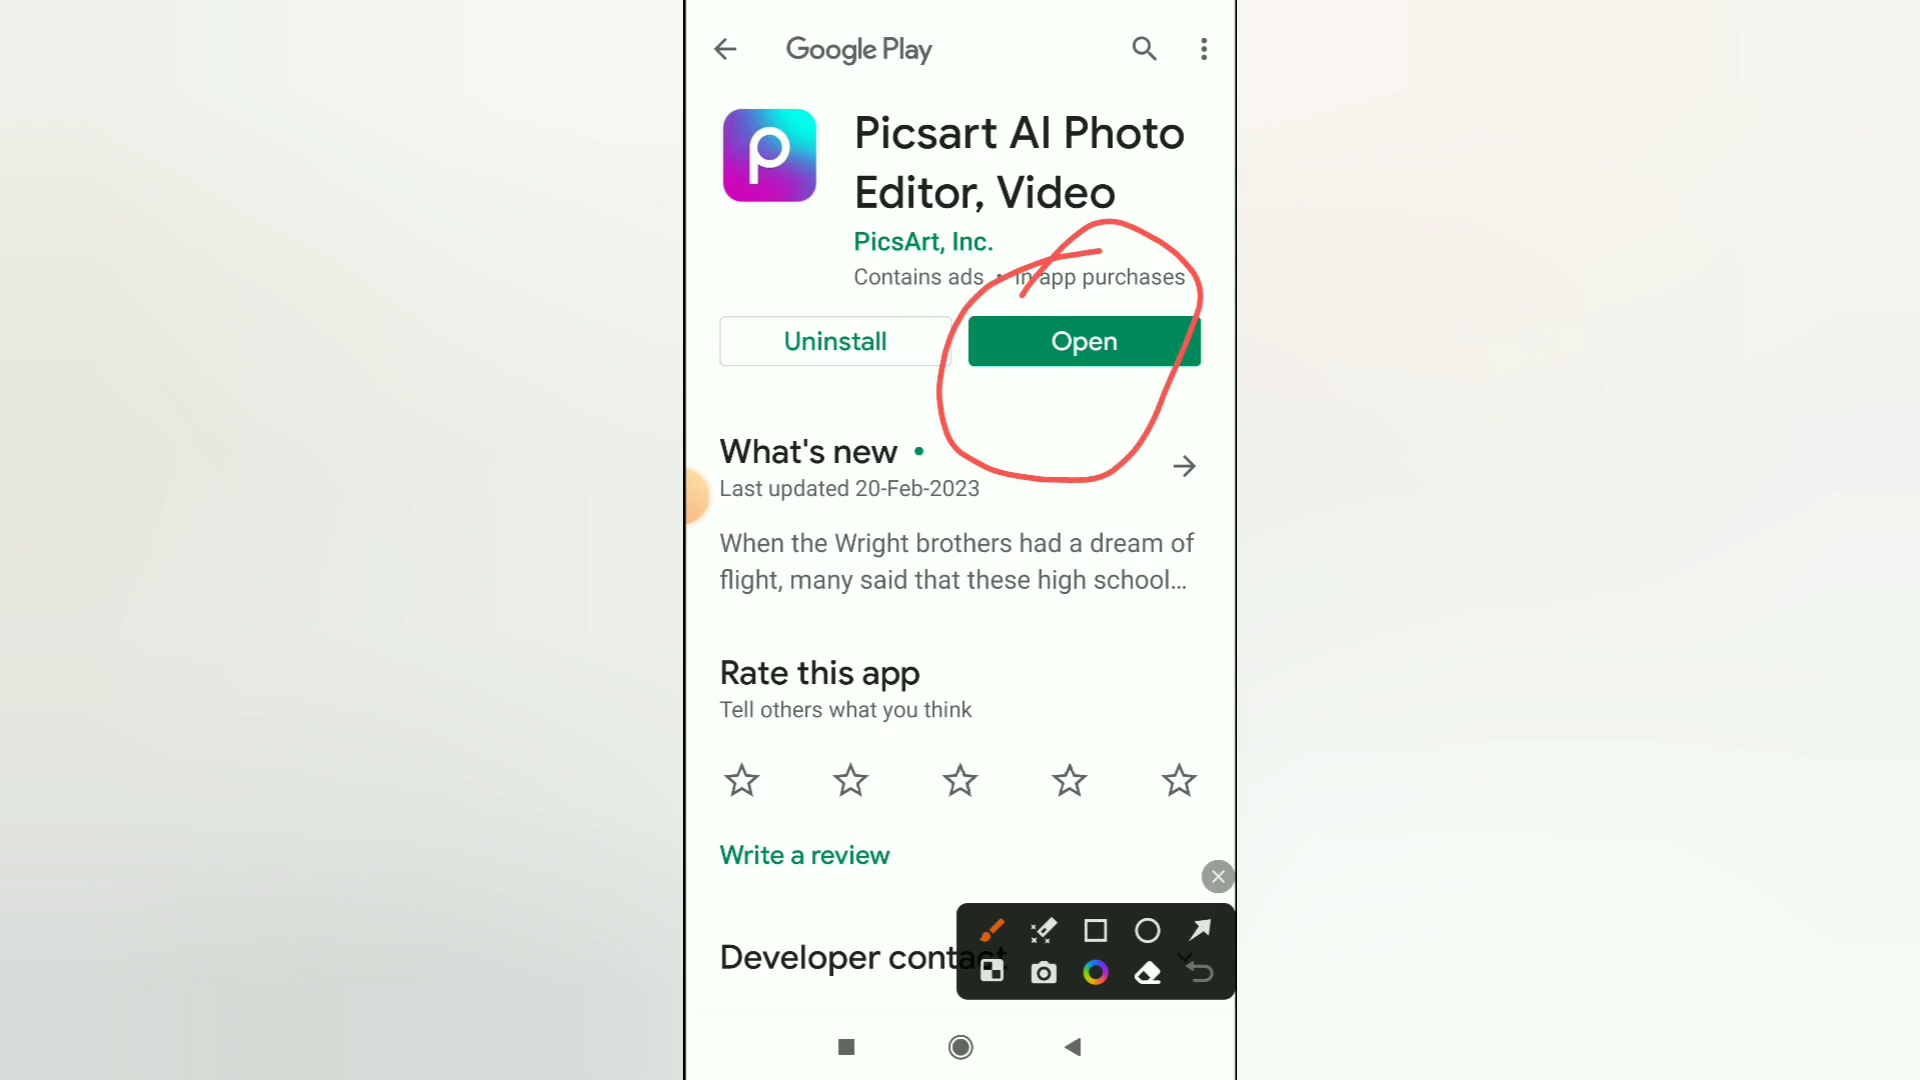 Google Play
Picsart AI Photo
Editor, Video
PicsArt, Inc.
Contains ads • In app purchases
Uninstall
Open
What's new •
Last updated 20-Feb-2023
When the Wright brothers had a dream of
flight, many said that these high school...
Rate this app
Tell others what you think
Write a review
Developer contact